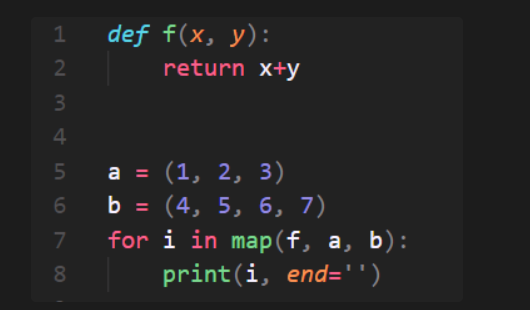 1 def f(x, y):
2     return x+y
3
4
5 a = (1, 2, 3)
6 b = (4, 5, 6, 7)
7 for i in map(f, a, b):
8     print(i, end='')